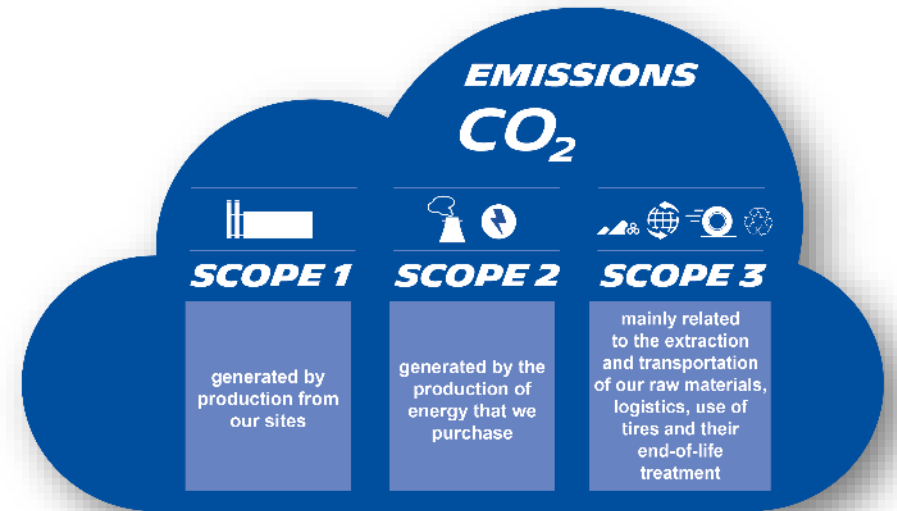 EMISSIONS
CO₂
SCOPE 1
generated by
production from
our sites
SCOPE 2
generated by the
production of
energy that we
purchase
SCOPE 3
mainly related
to the extraction
and transportation
of our raw materials,
logistics, use of
tires and their
end-of-life
treatment